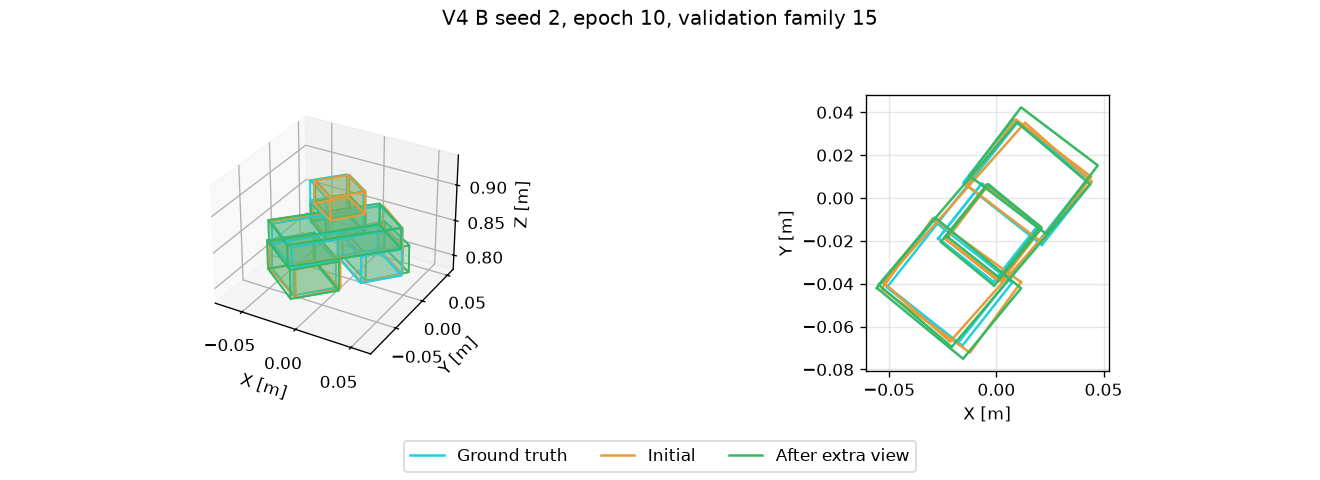 V4 B seed 2, epoch 10, validation family 15
0.90
0.85
0.80
Z [m]
0.05
0.00
−0.05
Y [m]
−0.05
0.00
0.05
X [m]
0.04
0.02
0.00
−0.02
−0.04
−0.06
−0.08
Y [m]
−0.05
0.00
0.05
X [m]
Ground truth
Initial
After extra view